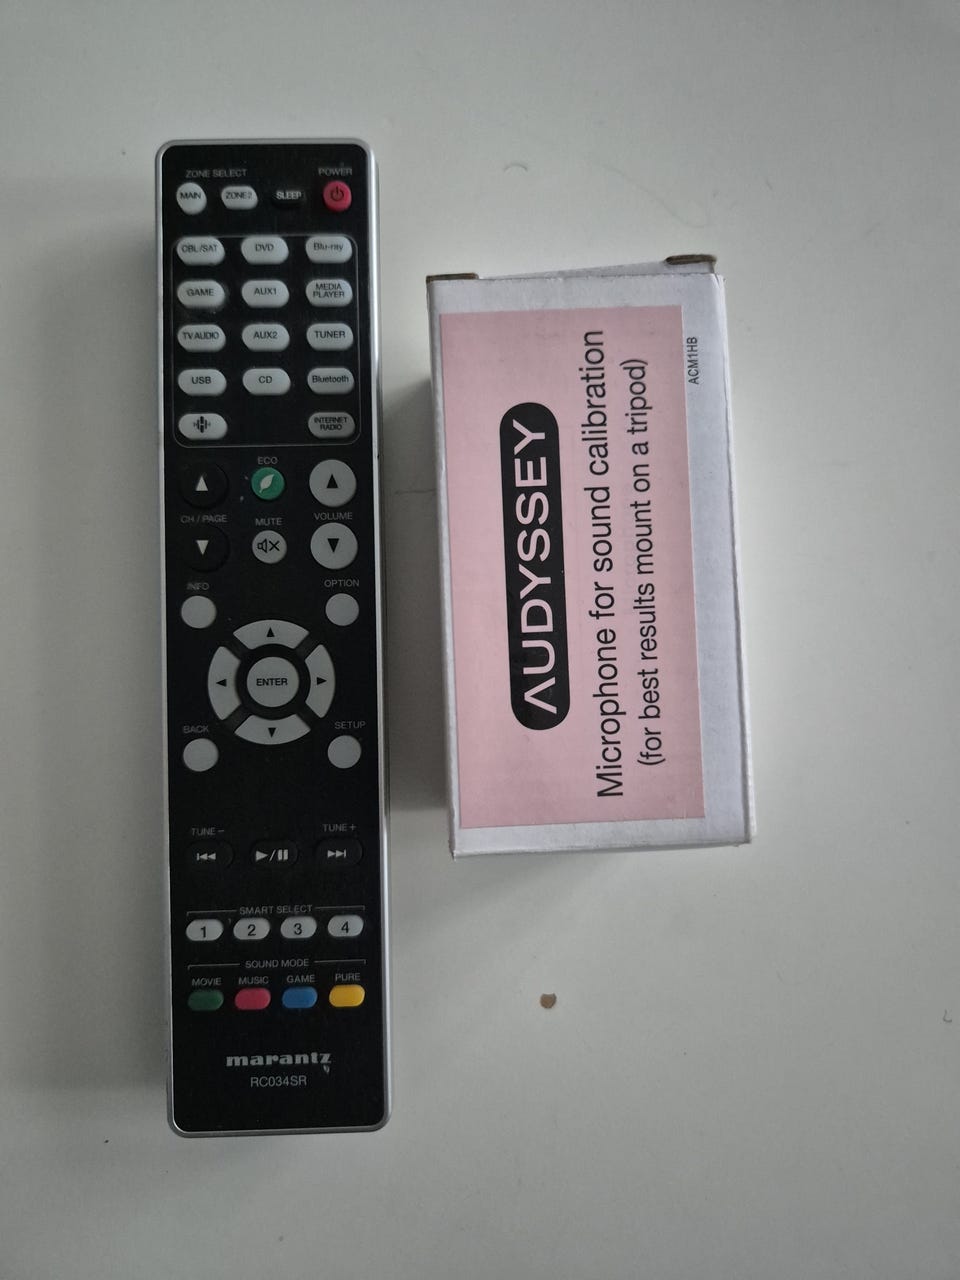 ZONE SELECT POWER
MAIN ZONE2 SLEEP
CBL/SAT DVD Blu-ray
GAME AUX1 MEDIA PLAYER
TV AUDIO AUX2 TUNER
USB CD Bluetooth
INTERNET RADIO
ECO
CH / PAGE MUTE VOLUME
INFO OPTION
ENTER
BACK SETUP
TUNE − TUNE +
SMART SELECT
1 2 3 4
SOUND MODE
MOVIE MUSIC GAME PURE
marantz
RC034SR
AUDYSSEY
Microphone for sound calibration
(for best results mount on a tripod)
ACM1HB